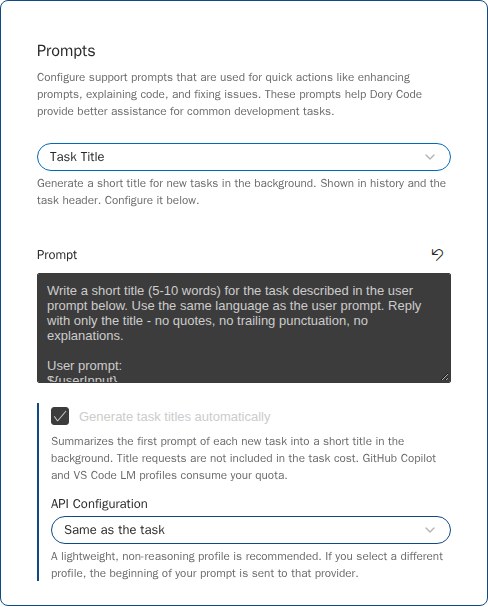 Prompts
Configure support prompts that are used for quick actions like enhancing
prompts, explaining code, and fixing issues. These prompts help Dory Code
provide better assistance for common development tasks.
Task Title
Generate a short title for new tasks in the background. Shown in history and the
task header. Configure it below.
Prompt
Write a short title (5-10 words) for the task described in the user
prompt below. Use the same language as the user prompt. Reply
with only the title - no quotes, no trailing punctuation, no
explanations.
User prompt:
${userInput}
Generate task titles automatically
Summarizes the first prompt of each new task into a short title in the
background. Title requests are not included in the task cost. GitHub Copilot
and VS Code LM profiles consume your quota.
API Configuration
Same as the task
A lightweight, non-reasoning profile is recommended. If you select a different
profile, the beginning of your prompt is sent to that provider.